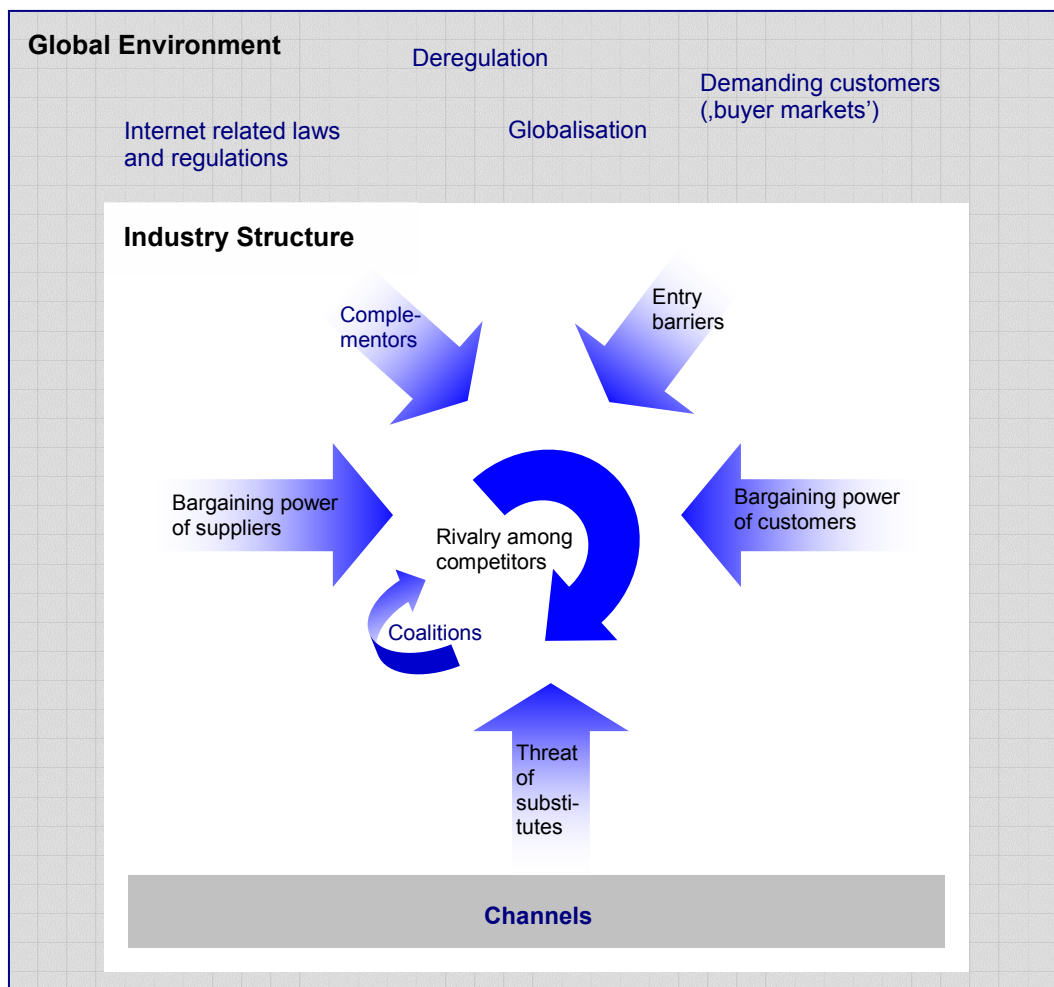 Global Environment
Deregulation
Demanding customers
(‚buyer markets’)
Internet related laws
and regulations
Globalisation
Industry Structure
Comple-
mentors
Entry
barriers
Bargaining power
of suppliers
Bargaining power
of customers
Rivalry among
competitors
Coalitions
Threat
of
substi-
tutes
Channels